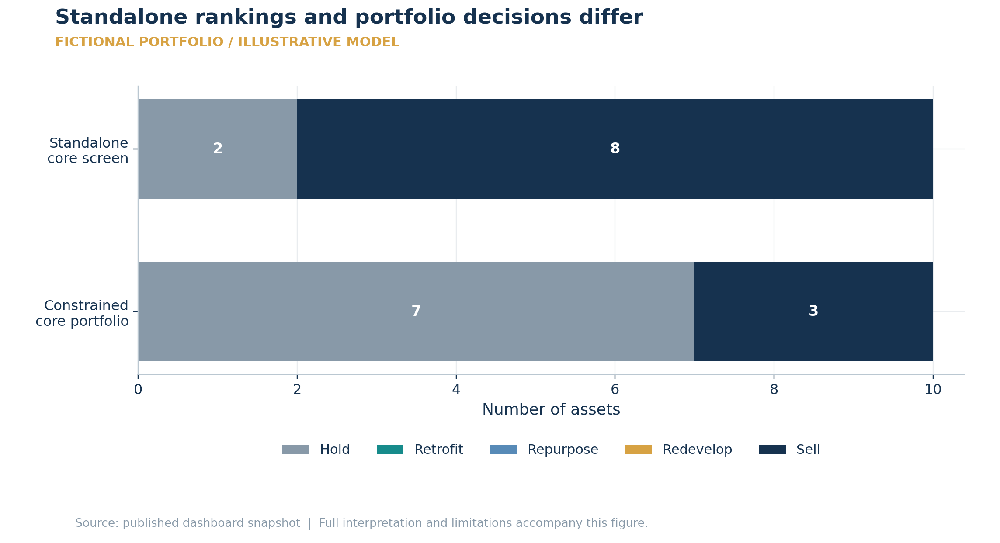 Standalone rankings and portfolio decisions differ
FICTIONAL PORTFOLIO / ILLUSTRATIVE MODEL
Standalone
core screen
2
8
Constrained
core portfolio
7
3
0 2 4 6 8 10
Number of assets
Hold Retrofit Repurpose Redevelop Sell
Source: published dashboard snapshot | Full interpretation and limitations accompany this figure.